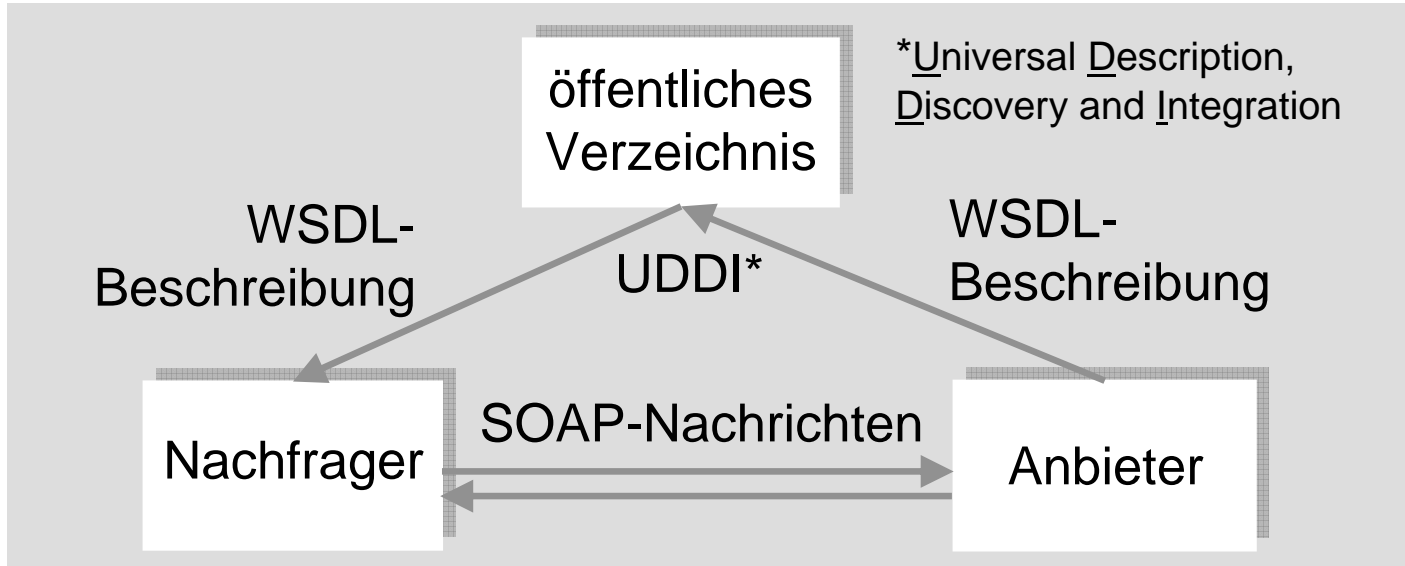 öffentliches
Verzeichnis
*Universal Description,
Discovery and Integration
WSDL-
Beschreibung
UDDI*
WSDL-
Beschreibung
Nachfrager
SOAP-Nachrichten
Anbieter